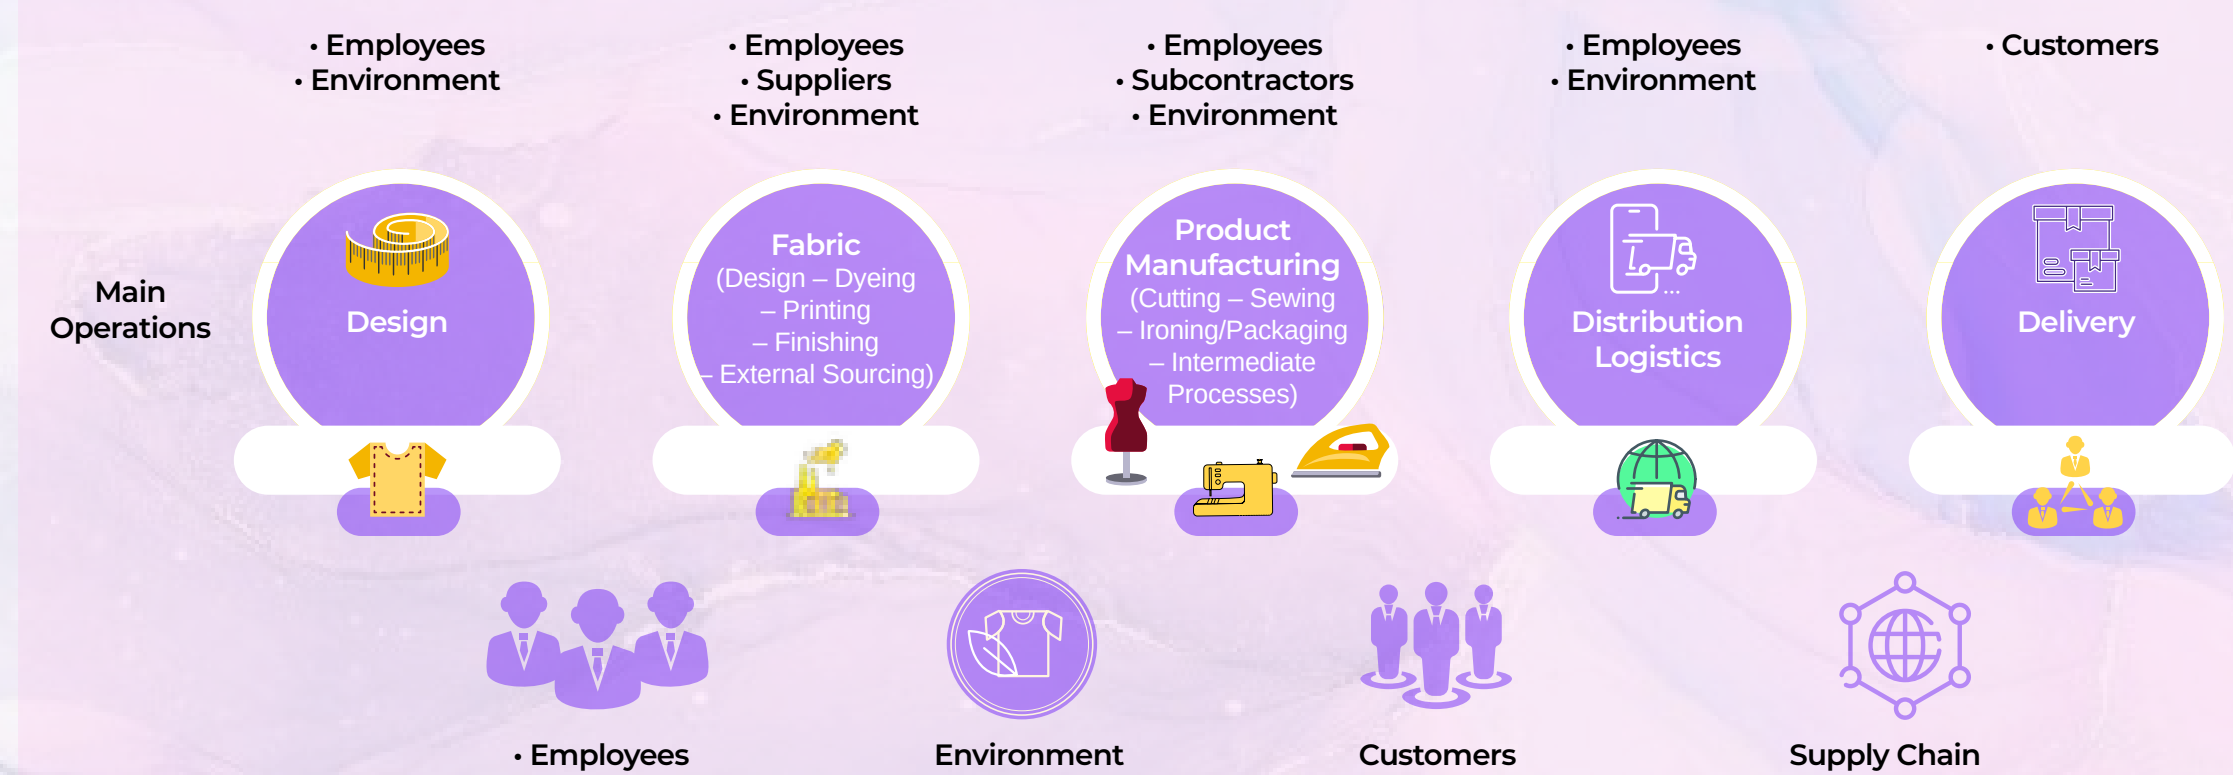 • Employees
• Environment
• Employees
• Suppliers
• Environment
• Employees
• Subcontractors
• Environment
• Employees
• Environment
• Customers
Main
Operations
Design
Fabric
(Design – Dyeing
– Printing
– Finishing
– External Sourcing)
Product
Manufacturing
(Cutting – Sewing
– Ironing/Packaging
– Intermediate
Processes)
Distribution
Logistics
Delivery
• Employees
Environment
Customers
Supply Chain